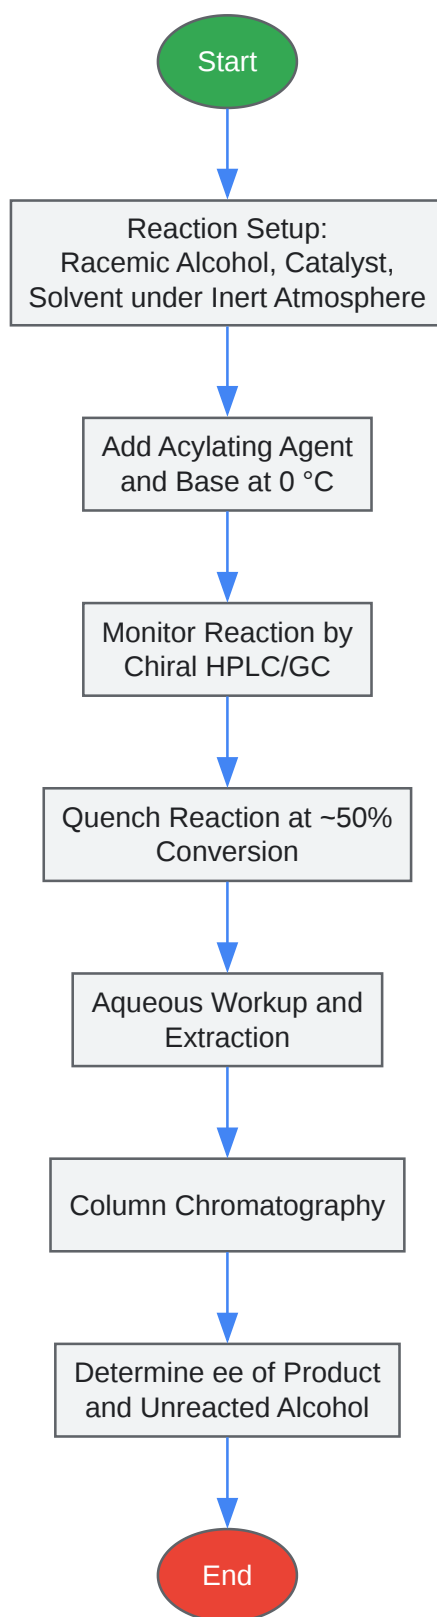 Start
Reaction Setup:
Racemic Alcohol, Catalyst,
Solvent under Inert Atmosphere
Add Acylating Agent
and Base at 0 °C
Monitor Reaction by
Chiral HPLC/GC
Quench Reaction at ~50%
Conversion
Aqueous Workup and
Extraction
Column Chromatography
Determine ee of Product
and Unreacted Alcohol
End